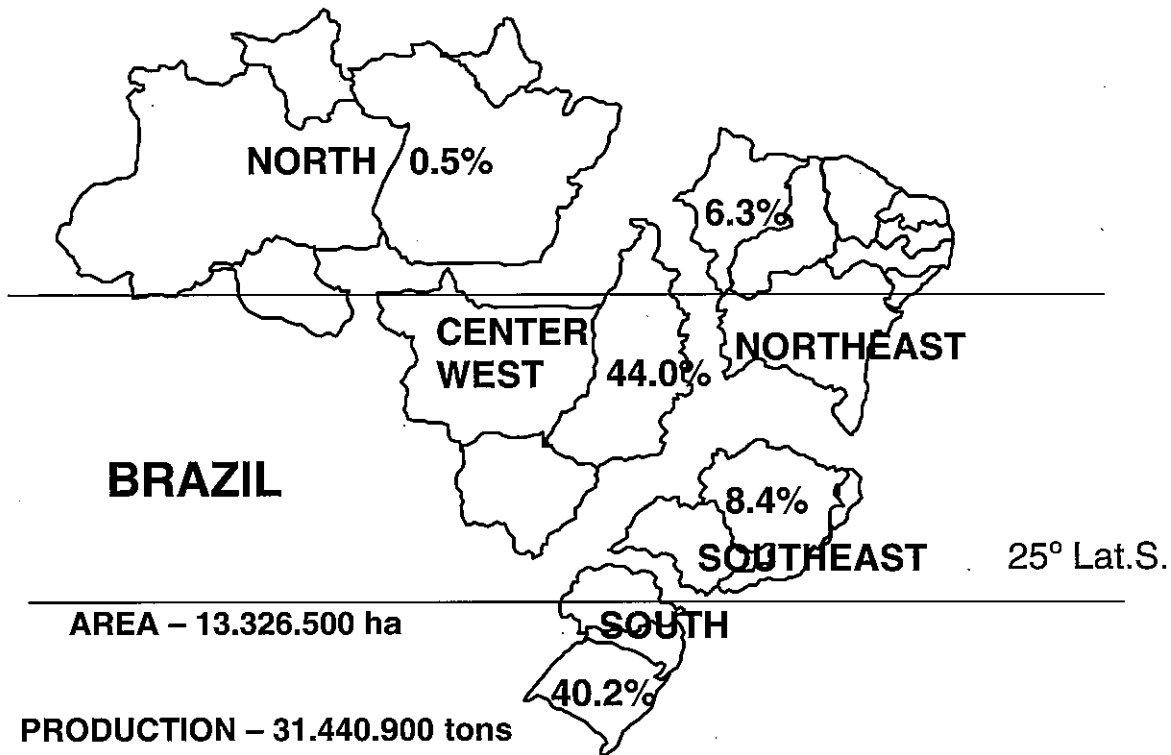 NORTH 0.5%
6.3%
CENTER
WEST
44.0%
NORTHEAST
BRAZIL
8.4%
SOUTHEAST
25º Lat.S.
AREA – 13.326.500 ha
SOUTH
40.2%
PRODUCTION – 31.440.900 tons